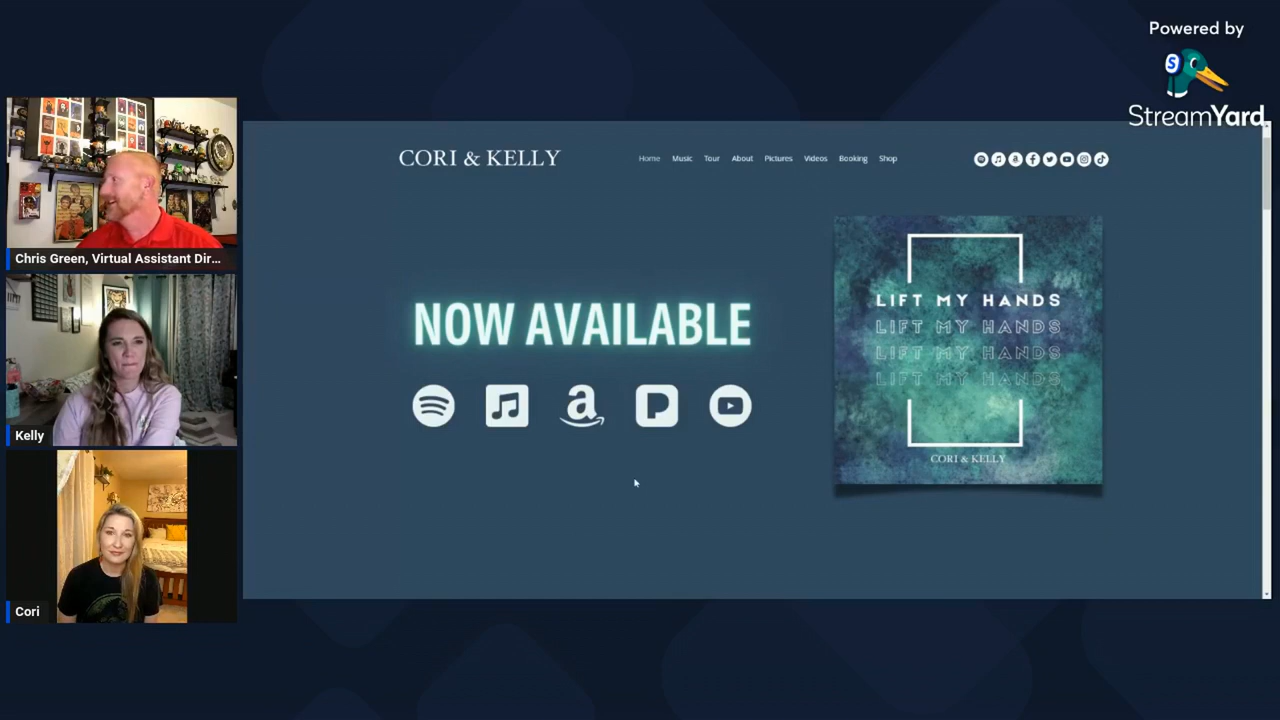 Powered by
S
StreamYard
Chris Green, Virtual Assistant Dir...
Kelly
Cori
CORI & KELLY
Home Music Tour About Pictures Videos Booking Shop
NOW AVAILABLE
LIFT MY HANDS
LIFT MY HANDS
LIFT MY HANDS
LIFT MY HANDS
CORI & KELLY